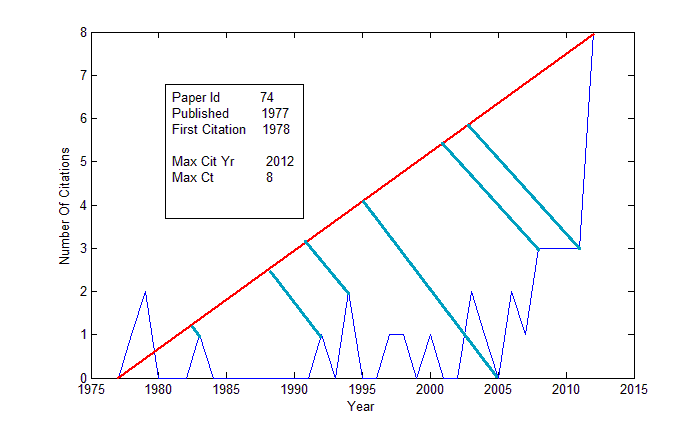 8
7
6
5
4
3
2
1
0
Number Of Citations
Paper Id 74
Published 1977
First Citation 1978
Max Cit Yr 2012
Max Ct 8
1975 1980 1985 1990 1995 2000 2005 2010 2015
Year